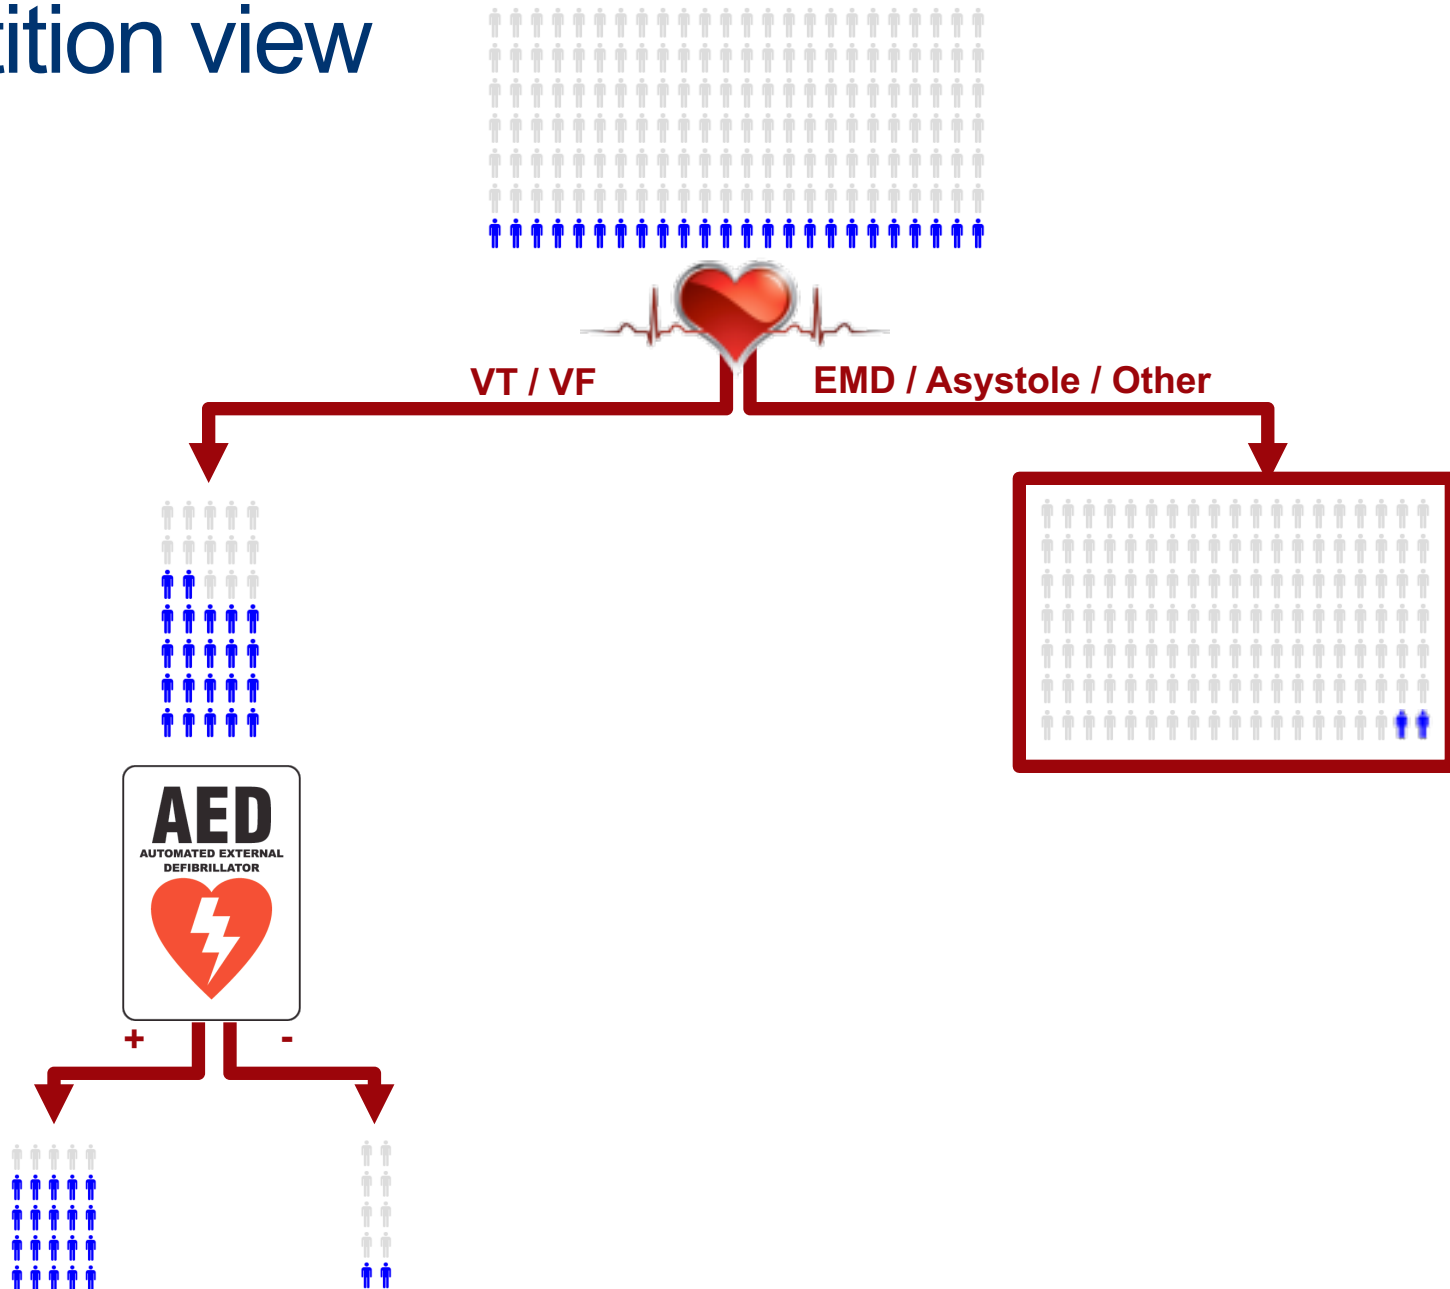 tition view
VT / VF
EMD / Asystole / Other
AED
AUTOMATED EXTERNAL
DEFIBRILLATOR
+
-